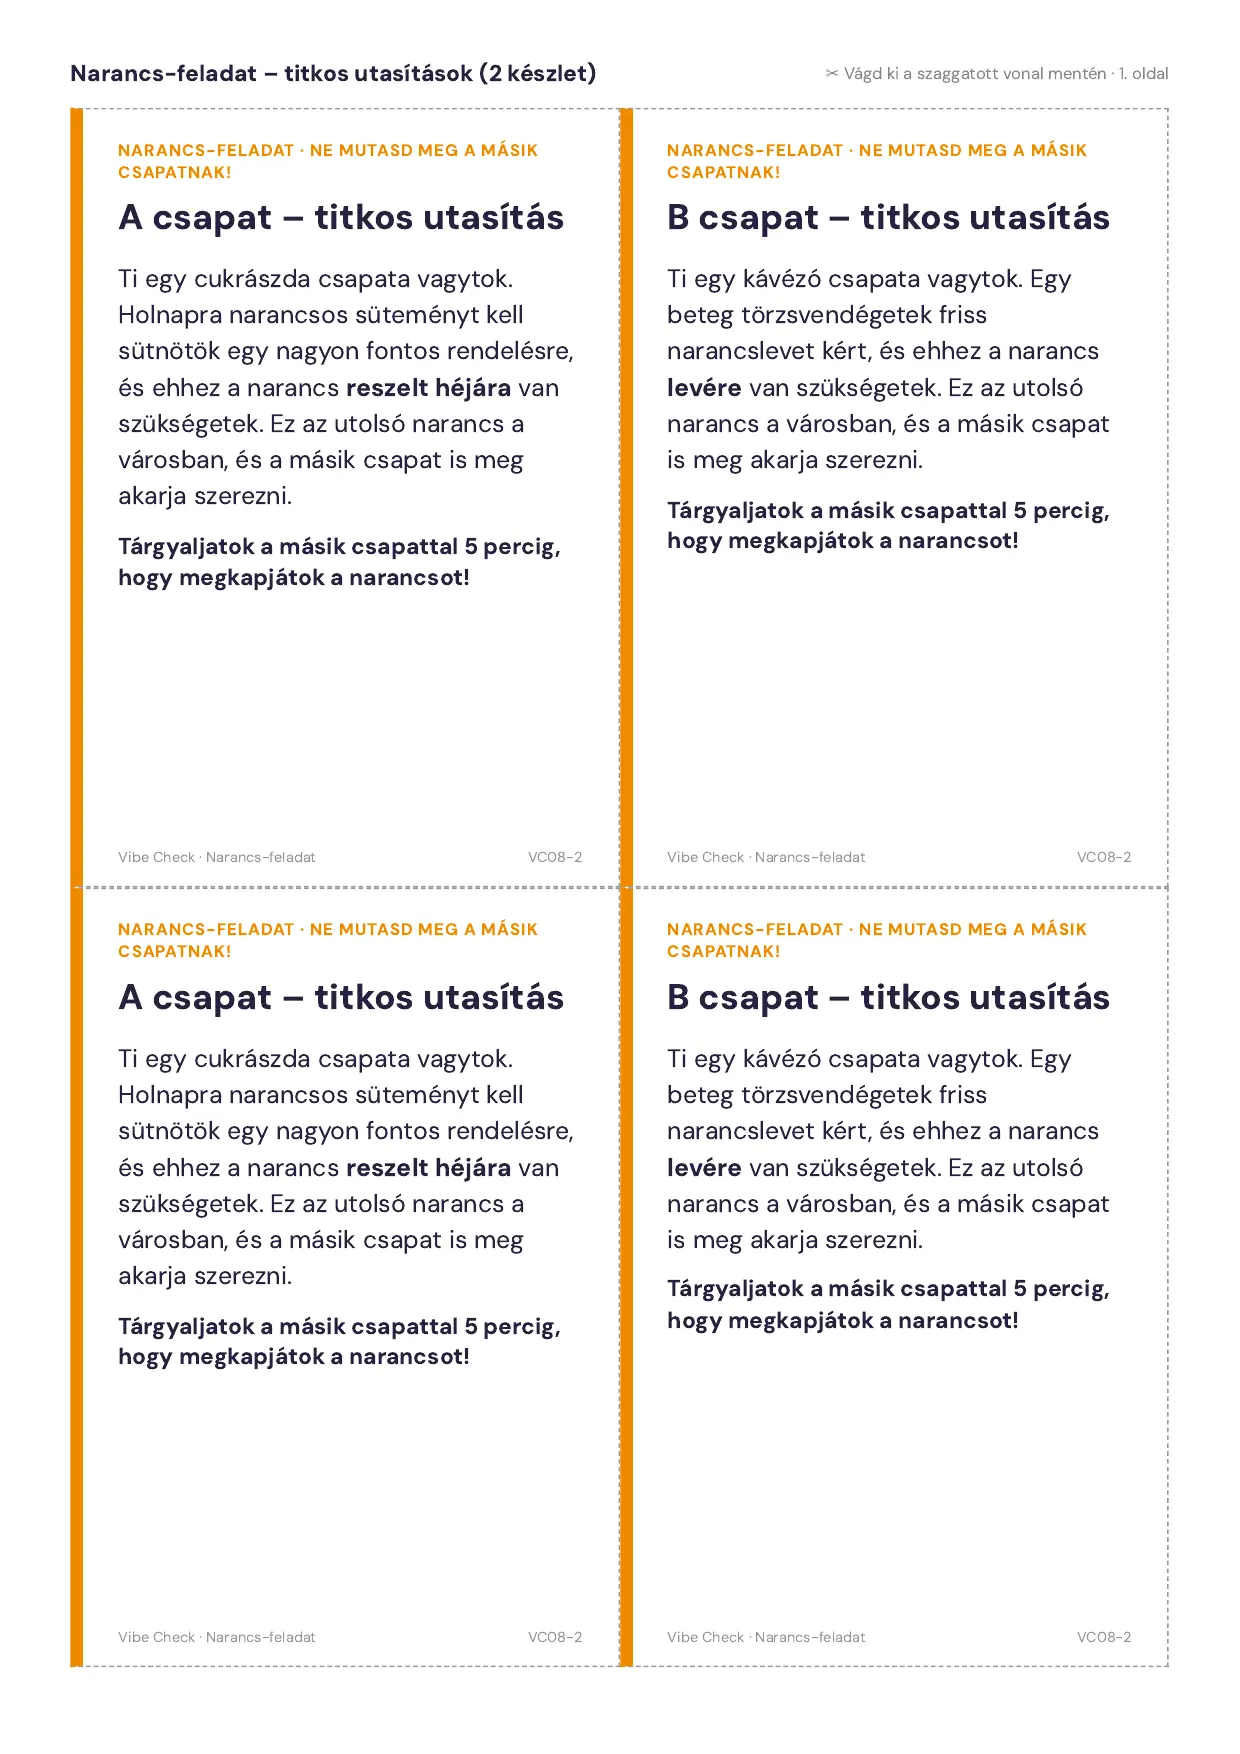 Narancs-feladat – titkos utasítások (2 készlet)
✂ Vágd ki a szaggatott vonal mentén · 1. oldal
NARANCS-FELADAT · NE MUTASD MEG A MÁSIK
CSAPATNAK!
A csapat – titkos utasítás
Ti egy cukrászda csapata vagytok.
Holnapra narancsos süteményt kell
sütnötök egy nagyon fontos rendelésre,
és ehhez a narancs reszelt héjára van
szükségetek. Ez az utolsó narancs a
városban, és a másik csapat is meg
akarja szerezni.
Tárgyaljatok a másik csapattal 5 percig,
hogy megkapjátok a narancsot!
Vibe Check · Narancs-feladat
VC08-2
NARANCS-FELADAT · NE MUTASD MEG A MÁSIK
CSAPATNAK!
B csapat – titkos utasítás
Ti egy kávézó csapata vagytok. Egy
beteg törzsvendégetek friss
narancslevet kért, és ehhez a narancs
levére van szükségetek. Ez az utolsó
narancs a városban, és a másik csapat
is meg akarja szerezni.
Tárgyaljatok a másik csapattal 5 percig,
hogy megkapjátok a narancsot!
Vibe Check · Narancs-feladat
VC08-2
NARANCS-FELADAT · NE MUTASD MEG A MÁSIK
CSAPATNAK!
A csapat – titkos utasítás
Ti egy cukrászda csapata vagytok.
Holnapra narancsos süteményt kell
sütnötök egy nagyon fontos rendelésre,
és ehhez a narancs reszelt héjára van
szükségetek. Ez az utolsó narancs a
városban, és a másik csapat is meg
akarja szerezni.
Tárgyaljatok a másik csapattal 5 percig,
hogy megkapjátok a narancsot!
Vibe Check · Narancs-feladat
VC08-2
NARANCS-FELADAT · NE MUTASD MEG A MÁSIK
CSAPATNAK!
B csapat – titkos utasítás
Ti egy kávézó csapata vagytok. Egy
beteg törzsvendégetek friss
narancslevet kért, és ehhez a narancs
levére van szükségetek. Ez az utolsó
narancs a városban, és a másik csapat
is meg akarja szerezni.
Tárgyaljatok a másik csapattal 5 percig,
hogy megkapjátok a narancsot!
Vibe Check · Narancs-feladat
VC08-2